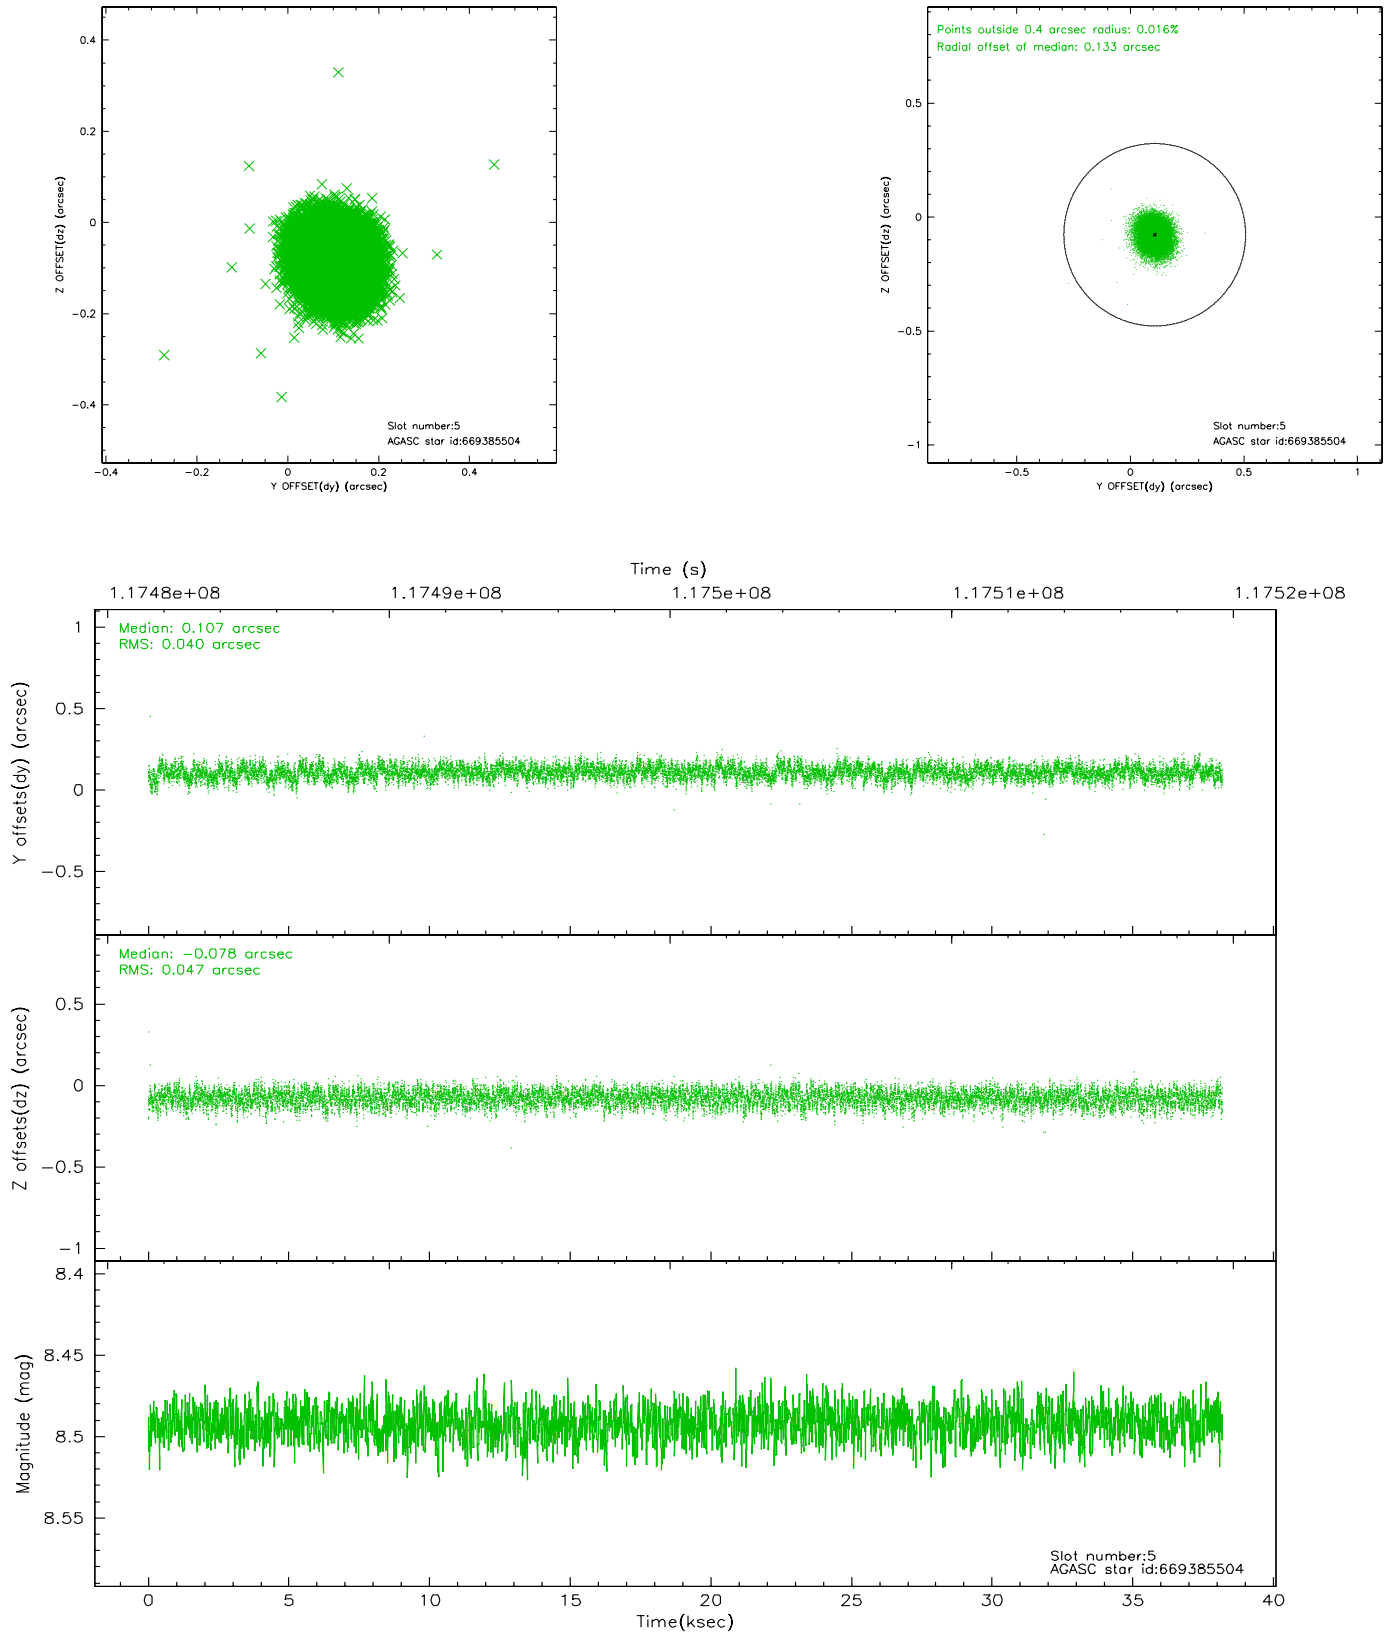 0.4
0.2
0
−0.2
−0.4
Z OFFSET(dz) (arcsec)
Slot number:5
AGASC star id:669385504
−0.4 −0.2 0 0.2 0.4
Y OFFSET(dy) (arcsec)
Points outside 0.4 arcsec radius: 0.016%
Radial offset of median: 0.133 arcsec
0.5
0
−0.5
−1
Z OFFSET(dz) (arcsec)
Slot number:5
AGASC star id:669385504
−0.5 0 0.5 1
Y OFFSET(dy) (arcsec)
Time (s)
1.1748e+08 1.1749e+08 1.175e+08 1.1751e+08 1.1752e+08
Median: 0.107 arcsec
RMS: 0.040 arcsec
1
0.5
0
−0.5
Y offsets(dy) (arcsec)
Median: −0.078 arcsec
RMS: 0.047 arcsec
0.5
0
−0.5
−1
Z offsets(dz) (arcsec)
8.4
8.45
8.5
8.55
Magnitude (mag)
Slot number:5
AGASC star id:669385504
0 5 10 15 20 25 30 35 40
Time(ksec)